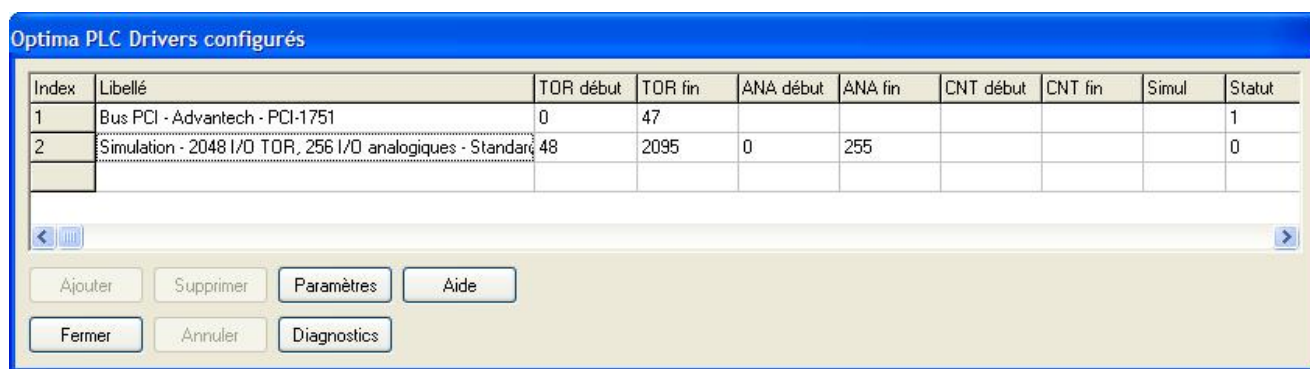 Optima PLC Drivers configurés
Index Libellé TOR début TOR fin ANA début ANA fin CNT début CNT fin Simul Statut
1 Bus PCI - Advantech - PCI-1751 0 47 1
2 Simulation - 2048 I/O TOR, 256 I/O analogiques - Standard 48 2095 0 255 0
Ajouter Supprimer Paramètres Aide
Fermer Annuler Diagnostics